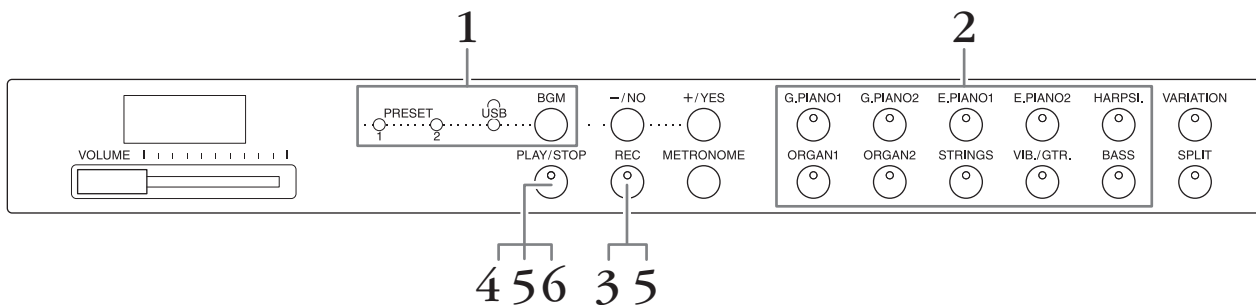 1 2
BGM −/NO +/YES G.PIANO1 G.PIANO2 E.PIANO1 E.PIANO2 HARPSI. VARIATION
PRESET USB
1 2
VOLUME PLAY/STOP REC METRONOME ORGAN1 ORGAN2 STRINGS VIB./GTR. BASS SPLIT
4 5 6 3 5